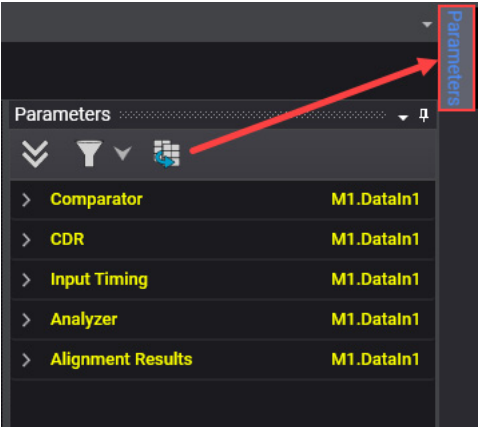 Parameters
Parameters
Comparator M1.DataIn1
CDR M1.DataIn1
Input Timing M1.DataIn1
Analyzer M1.DataIn1
Alignment Results M1.DataIn1